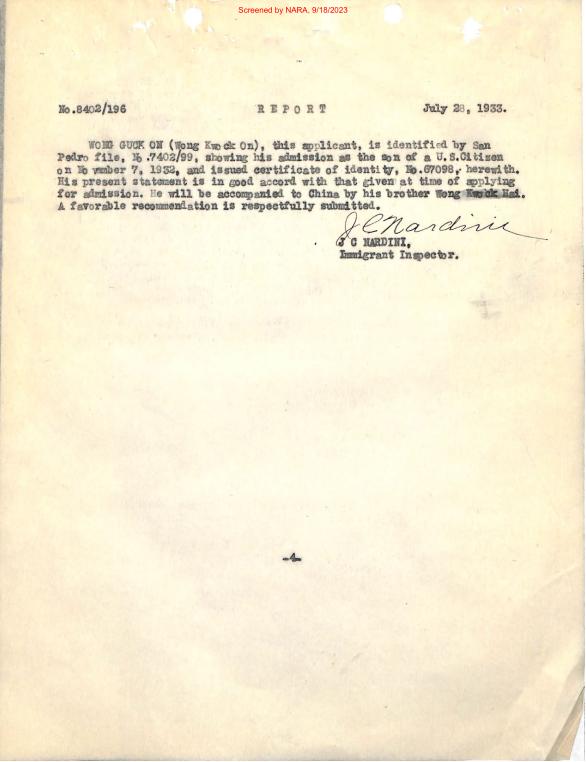 Screened by NARA. 9/18/2023
No.8402/196 REPORT July 28, 1933.
WONG GUCK ON (Wong Kwock On), this applicant, is identified by San
Pedro file, No.7402/99, showing his admission as the son of a U.S.Citizen
on November 7, 1932, and issued certificate of identity, No.67098, herewith.
His present statement is in good accord with that given at time of applying
for admission. He will be accompanied to China by his brother Wong Kwock Hai.
A favorable recommendation is respectfully submitted.
J C Nardini
J C NARDINI,
Immigrant Inspector.
-4-